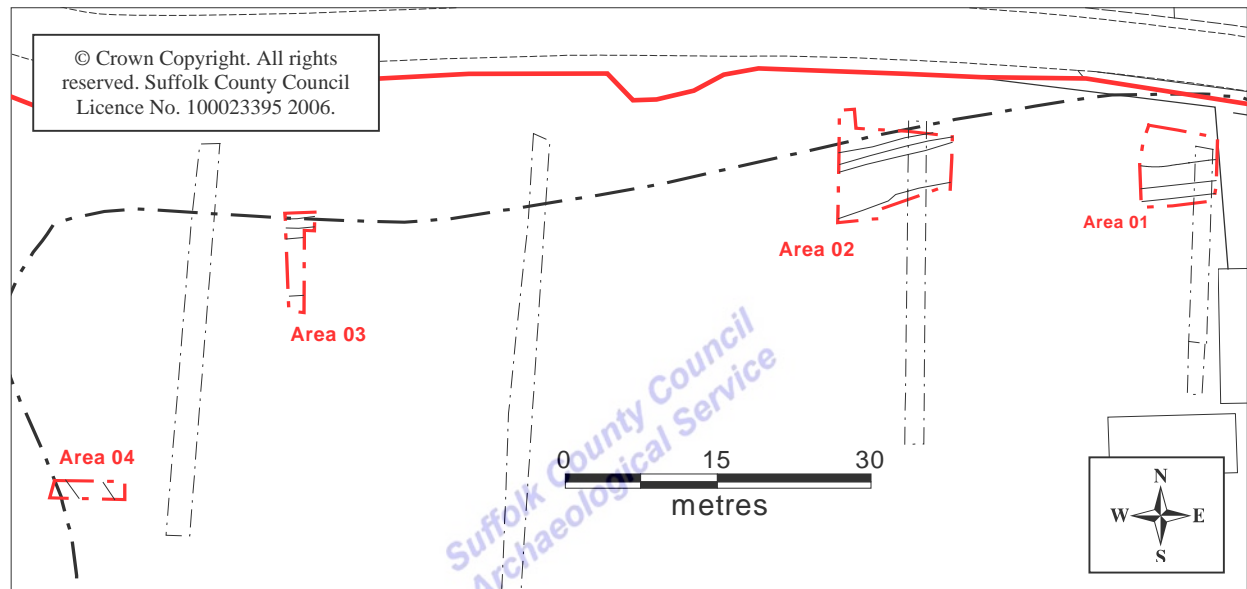 © Crown Copyright. All rights
reserved. Suffolk County Council
Licence No. 100023395 2006.
Area 01
Area 02
Area 03
Area 04
0 15 30
metres
Suffolk County Council
Archaeological Service
N
W E
S